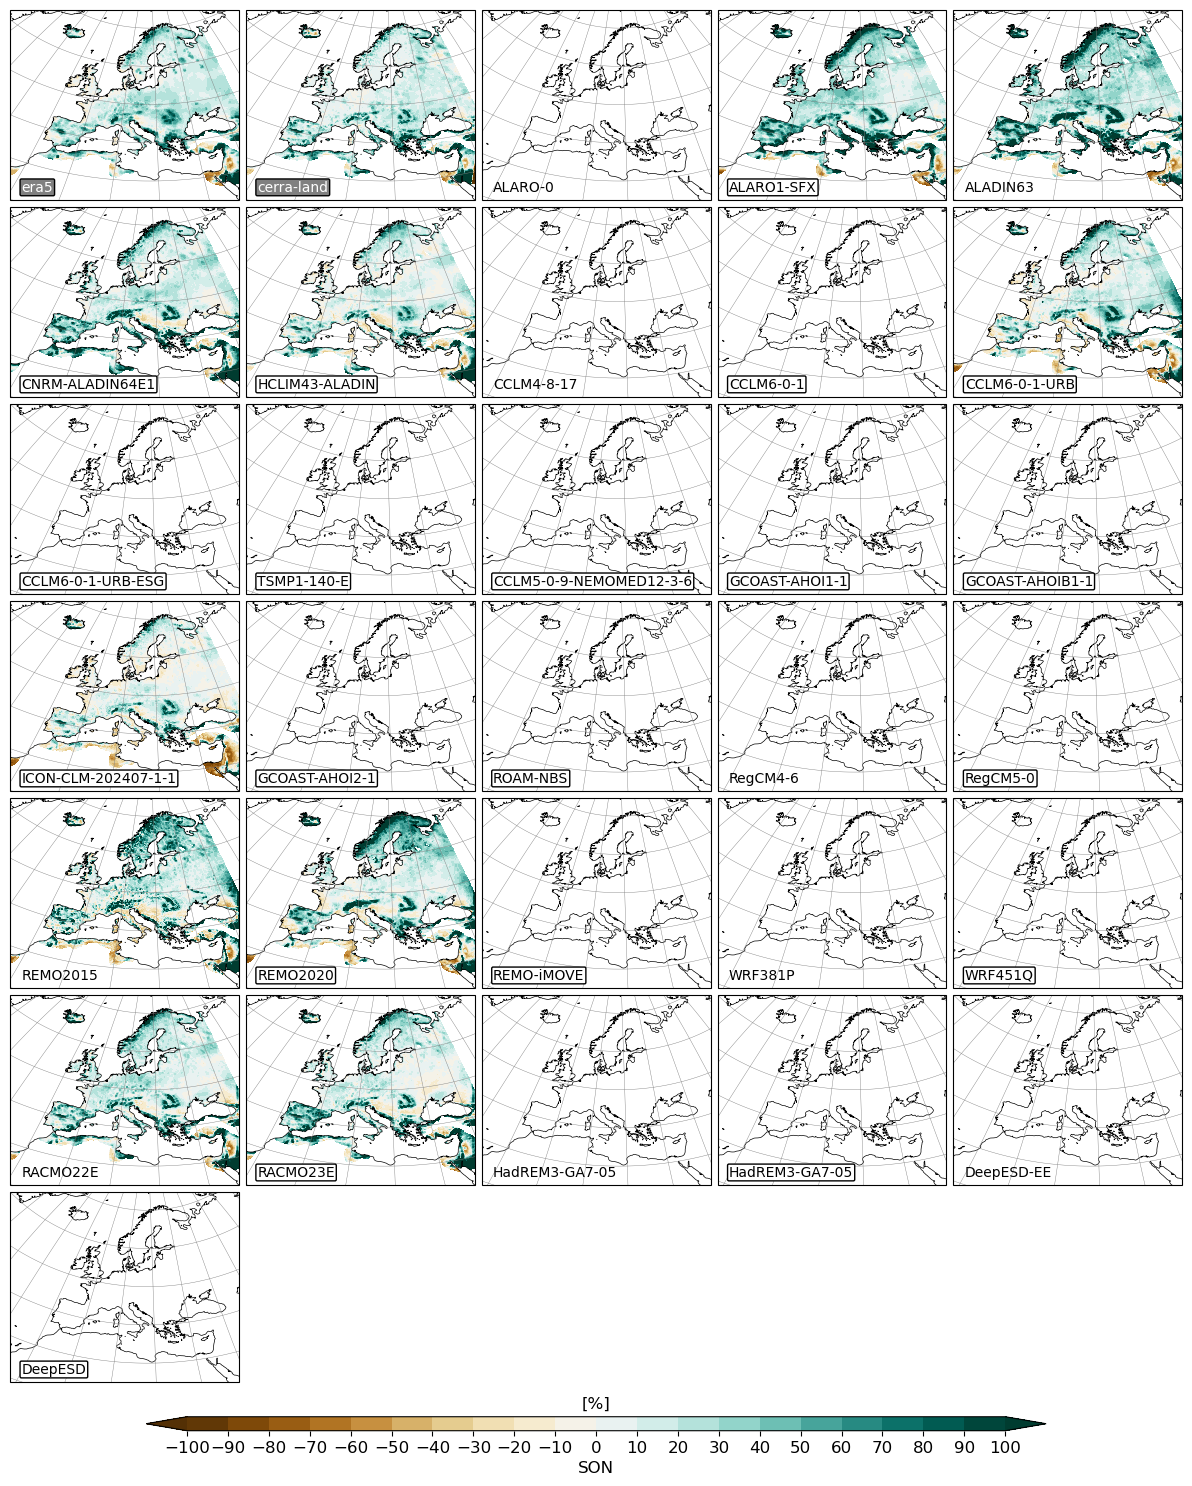 era5
cerra-land
ALARO-0
ALARO1-SFX
ALADIN63
CNRM-ALADIN64E1
HCLIM43-ALADIN
CCLM4-8-17
CCLM6-0-1
CCLM6-0-1-URB
CCLM6-0-1-URB-ESG
TSMP1-140-E
CCLM5-0-9-NEMOMED12-3-6
GCOAST-AHOI1-1
GCOAST-AHOIB1-1
ICON-CLM-202407-1-1
GCOAST-AHOI2-1
ROAM-NBS
RegCM4-6
RegCM5-0
REMO2015
REMO2020
REMO-iMOVE
WRF381P
WRF451Q
RACMO22E
RACMO23E
HadREM3-GA7-05
HadREM3-GA7-05
DeepESD-EE
DeepESD
[%]
−100 −90 −80 −70 −60 −50 −40 −30 −20 −10 0 10 20 30 40 50 60 70 80 90 100
SON